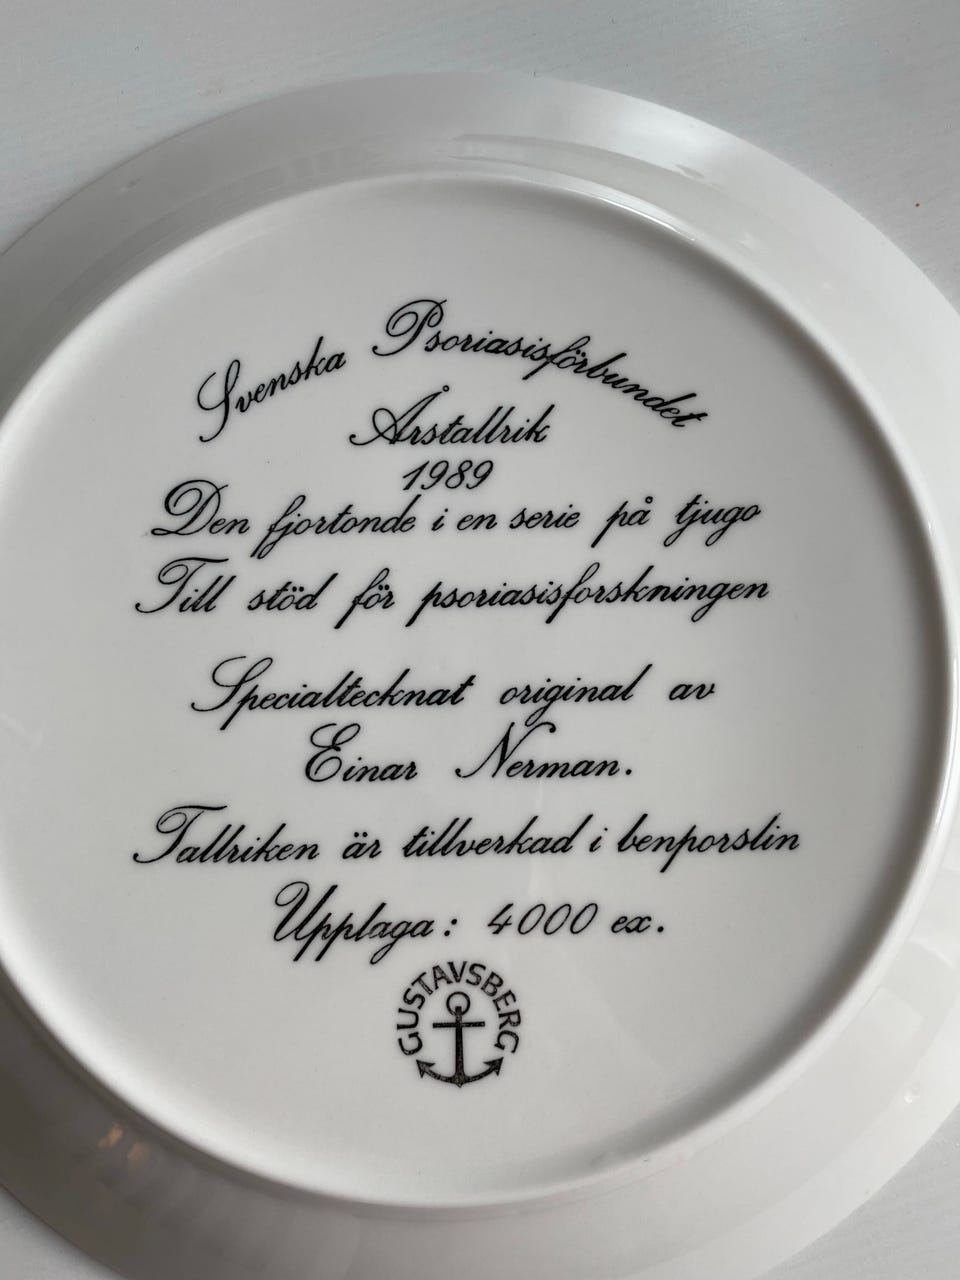 Svenska Psoriasisförbundet
Årstallrik
1989
Den fjortonde i en serie på tjugo
Till stöd för psoriasisforskningen
Specialtecknat original av
Einar Nerman.
Tallriken är tillverkad i benporslin
Upplaga: 4000 ex.
GUSTAVSBERG